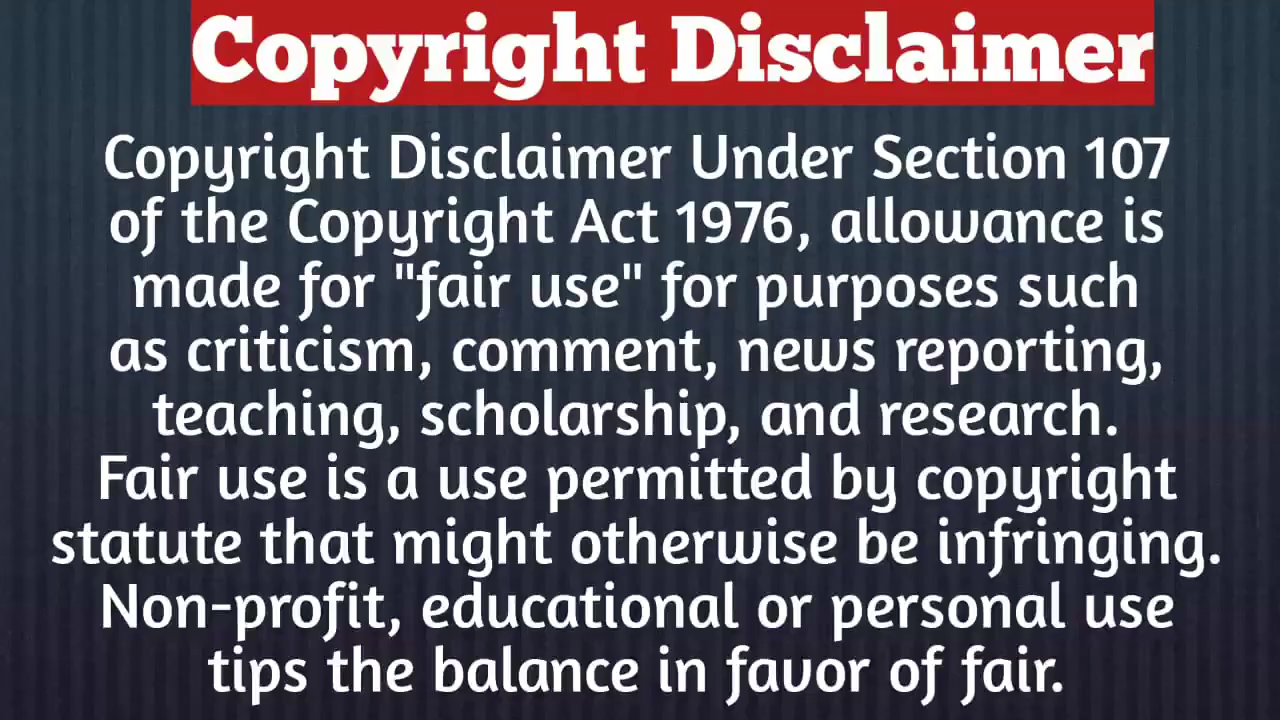 Copyright Disclaimer
Copyright Disclaimer Under Section 107
of the Copyright Act 1976, allowance is
made for "fair use" for purposes such
as criticism, comment, news reporting,
teaching, scholarship, and research.
Fair use is a use permitted by copyright
statute that might otherwise be infringing.
Non-profit, educational or personal use
tips the balance in favor of fair.